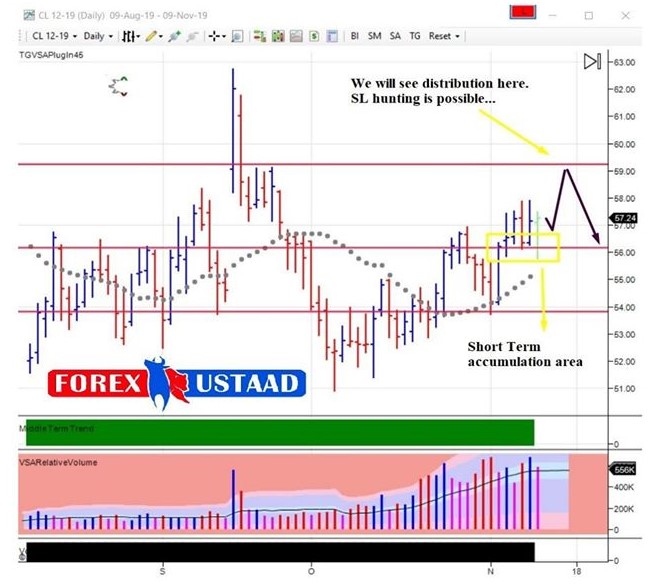 CL 12-19 (Daily) 09-Aug-19 - 09-Nov-19
CL 12-19 Daily BI SM SA TG Reset
TGVSAPlugIn45
We will see distribution here.
SL hunting is possible...
63.00
62.00
61.00
60.00
59.00
58.00
57.24
57.00
56.00
55.00
54.00
53.00
52.00
51.00
Short Term
accumulation area
FOREX USTAAD
Middle Term Trend
0
VSARelativeVolume
556K
400K
200K
0
0
S O N 18